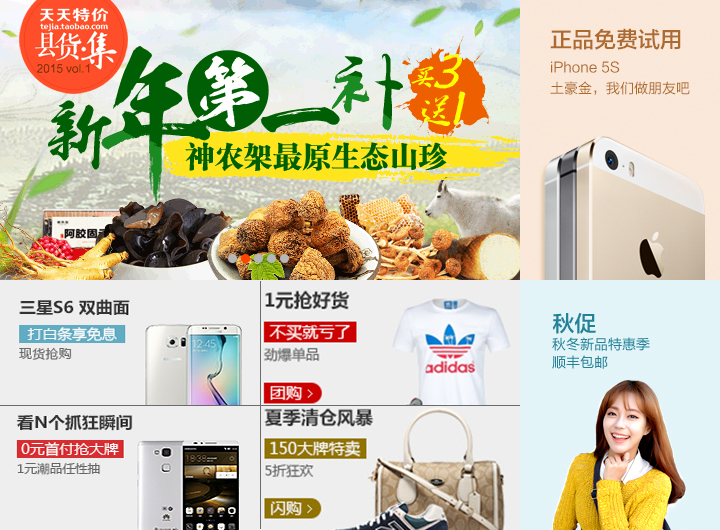 天天特价
tejia.taobao.com
县货·集
2015 vol.1
新年第一补
买3
送1
神农架最原生态山珍
正品免费试用
iPhone 5S
土豪金，我们做朋友吧
三星S6 双曲面
打白条享免息
现货抢购
1元抢好货
不买就亏了
劲爆单品
团购
adidas
看N个抓狂瞬间
0元首付抢大牌
1元潮品任性抽
夏季清仓风暴
150大牌特卖
5折狂欢
闪购
秋促
秋冬新品特惠季
顺丰包邮